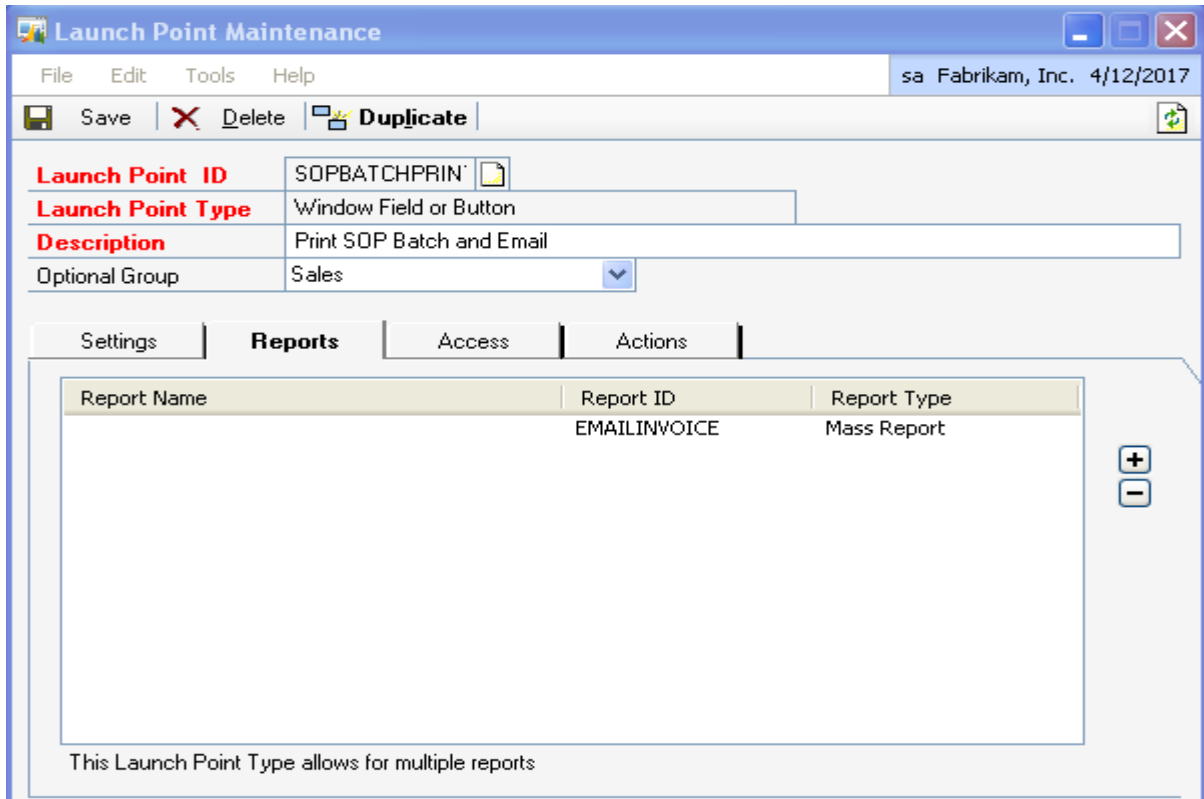 Launch Point Maintenance
File Edit Tools Help sa Fabrikam, Inc. 4/12/2017
Save Delete Duplicate
Launch Point ID SOPBATCHPRIN
Launch Point Type Window Field or Button
Description Print SOP Batch and Email
Optional Group Sales
Settings Reports Access Actions
Report Name Report ID Report Type
EMAILINVOICE Mass Report
This Launch Point Type allows for multiple reports